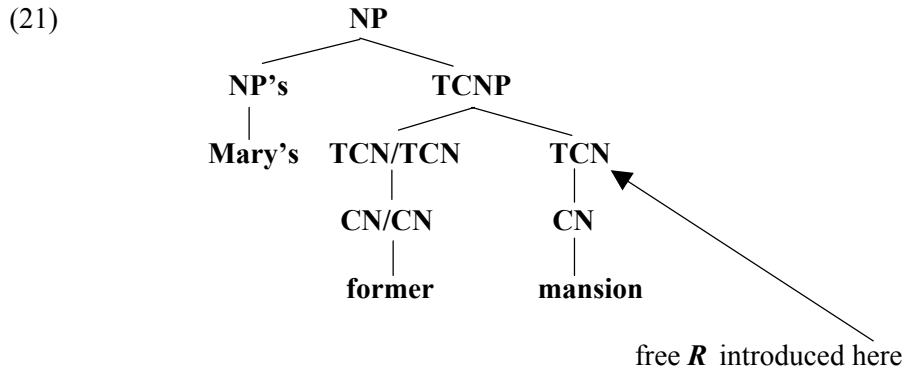 (21) NP
NP’s TCNP
Mary’s TCN/TCN TCN
CN/CN CN
former mansion
free R introduced here